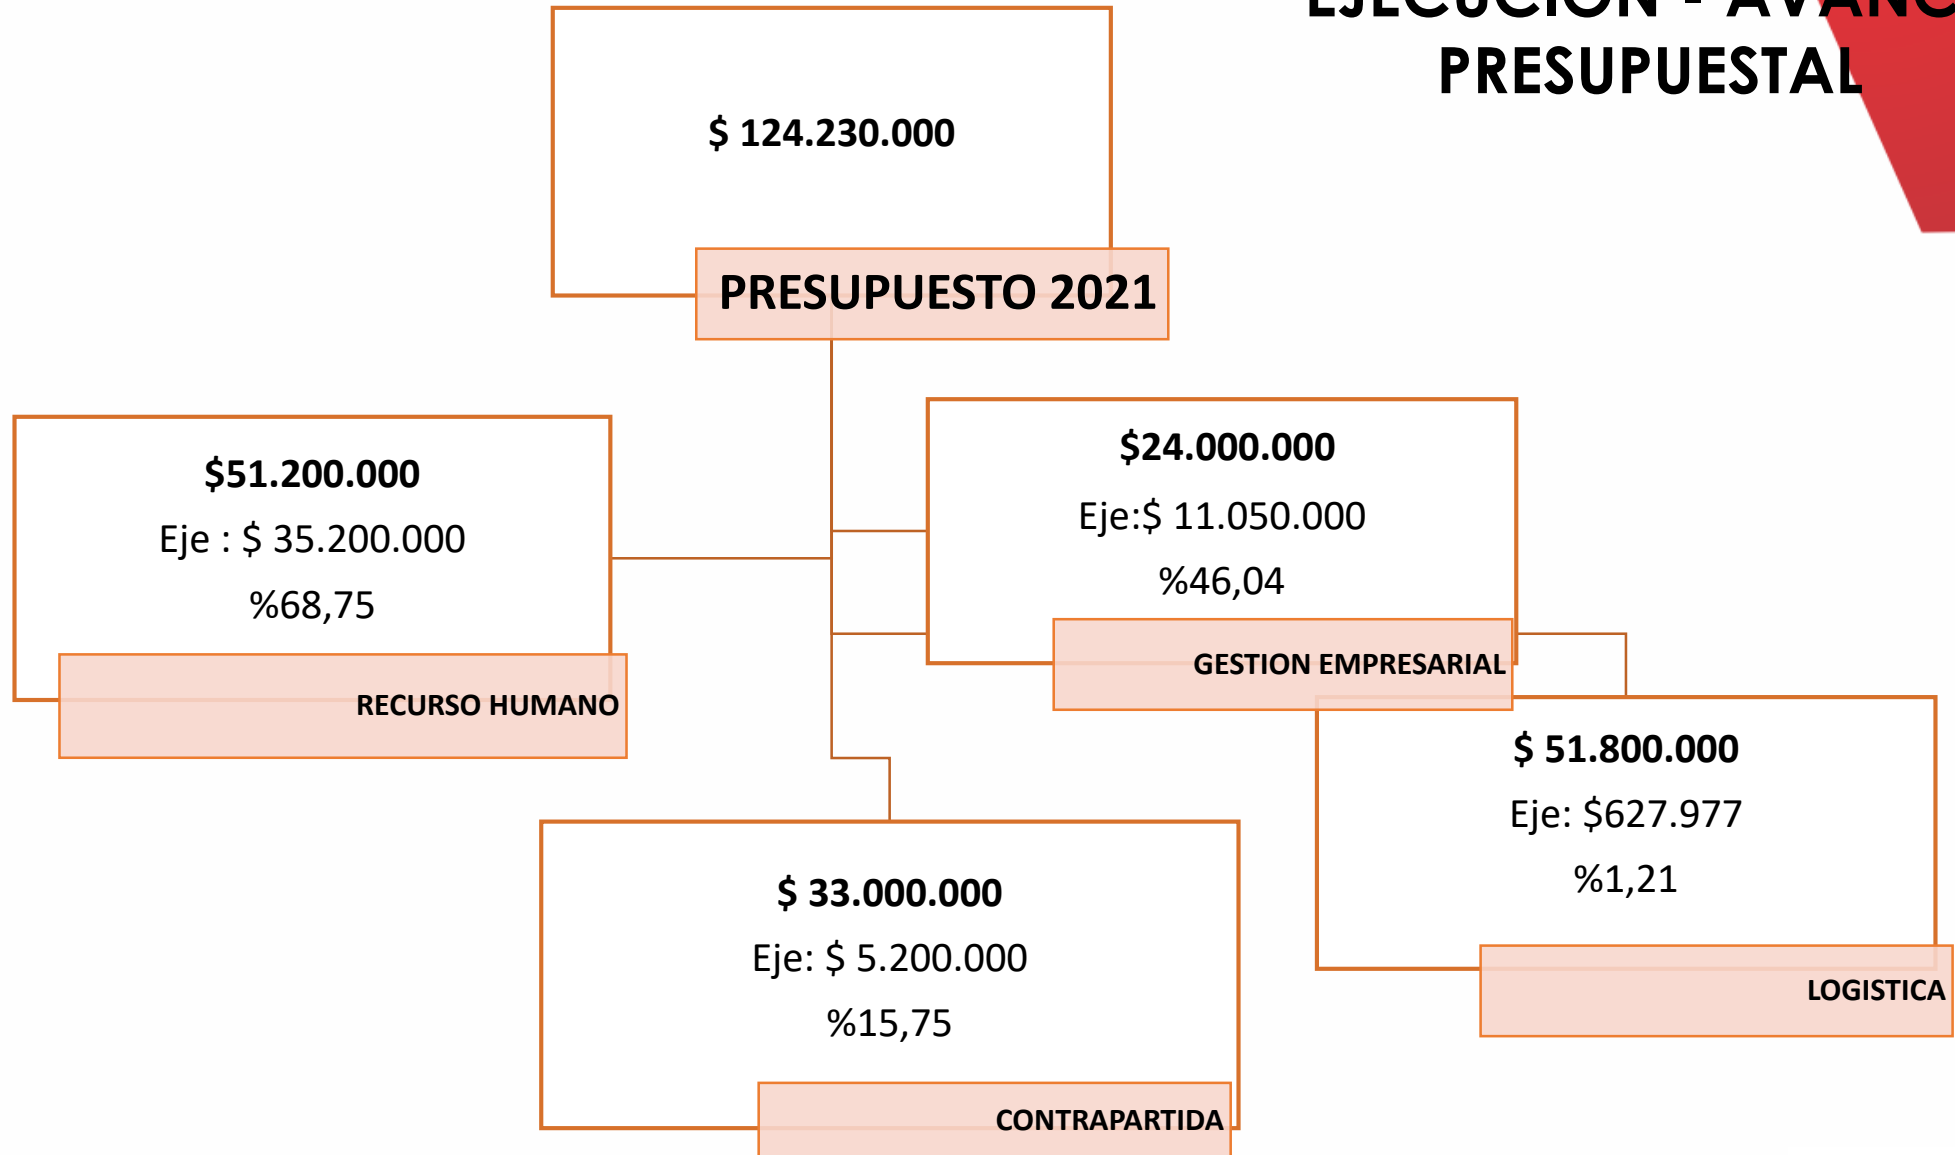 PRESUPUESTAL
$ 124.230.000
PRESUPUESTO 2021
$51.200.000
Eje : $ 35.200.000
%68,75
RECURSO HUMANO
$24.000.000
Eje:$ 11.050.000
%46,04
GESTION EMPRESARIAL
$ 51.800.000
Eje: $627.977
%1,21
LOGISTICA
$ 33.000.000
Eje: $ 5.200.000
%15,75
CONTRAPARTIDA